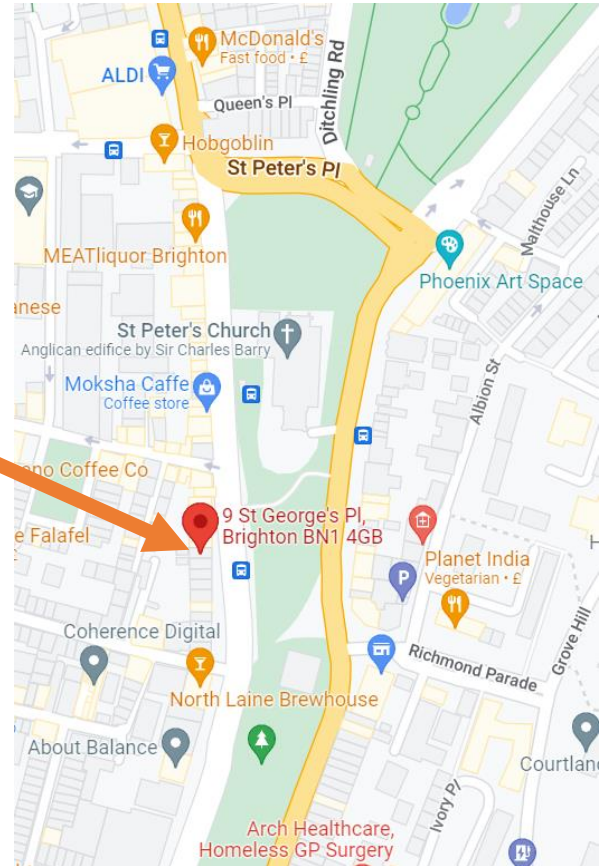 McDonald's
Fast food • £
ALDI
Queen's Pl
Ditchling Rd
Hobgoblin
St Peter's Pl
Malthouse Ln
MEATliquor Brighton
Phoenix Art Space
anese
St Peter's Church
Anglican edifice by Sir Charles Barry
Moksha Caffe
Coffee store
Albion St
eno Coffee Co
9 St George's Pl,
Brighton BN1 4GB
e Falafel
£
H
Planet India
Vegetarian • £
P
Coherence Digital
Grove Hill
Richmond Parade
North Laine Brewhouse
About Balance
Courtlan
Ivory Pl
Arch Healthcare,
Homeless GP Surgery